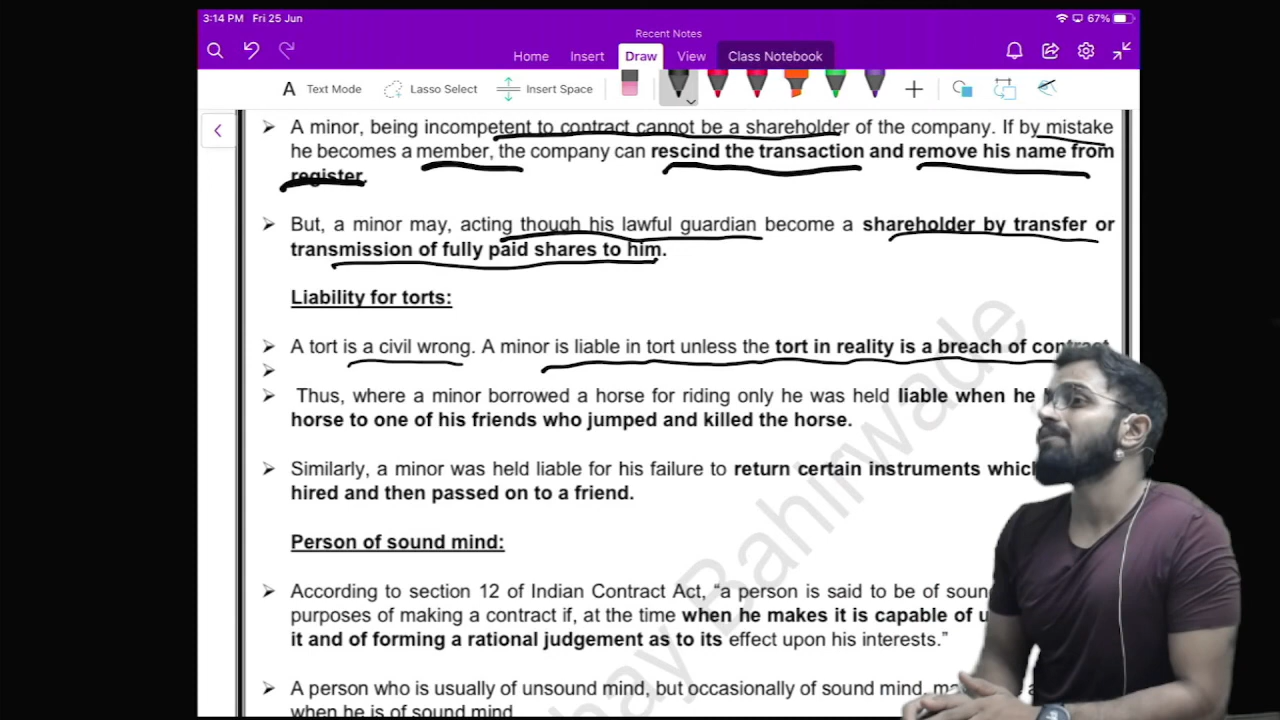 3:14 PM Fri 25 Jun
67%
Recent Notes
Home Insert Draw View Class Notebook
A Text Mode Lasso Select Insert Space
➢ A minor, being incompetent to contract cannot be a shareholder of the company. If by mistake
he becomes a member, the company can rescind the transaction and remove his name from
register.
➢ But, a minor may, acting though his lawful guardian become a shareholder by transfer or
transmission of fully paid shares to him.
Liability for torts:
➢ A tort is a civil wrong. A minor is liable in tort unless the tort in reality is a breach of contract.
➢
➢ Thus, where a minor borrowed a horse for riding only he was held liable when he
horse to one of his friends who jumped and killed the horse.
➢ Similarly, a minor was held liable for his failure to return certain instruments which
hired and then passed on to a friend.
Person of sound mind:
➢ According to section 12 of Indian Contract Act, “a person is said to be of soun
purposes of making a contract if, at the time when he makes it is capable of u
it and of forming a rational judgement as to its effect upon his interests.”
➢ A person who is usually of unsound mind, but occasionally of sound mind, ma
when he is of sound mind
hay Bahirwade